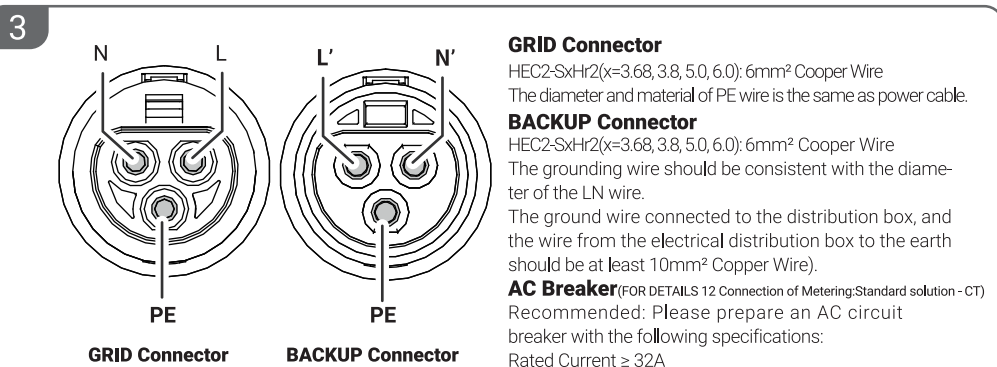 3
N
L
PE
GRID Connector
L’
N’
PE
BACKUP Connector
GRID Connector
HEC2-SxHr2(x=3.68, 3.8, 5.0, 6.0): 6mm² Cooper Wire
The diameter and material of PE wire is the same as power cable.
BACKUP Connector
HEC2-SxHr2(x=3.68, 3.8, 5.0, 6.0): 6mm² Cooper Wire
The grounding wire should be consistent with the diame-
ter of the LN wire.
The ground wire connected to the distribution box, and
the wire from the electrical distribution box to the earth
should be at least 10mm² Copper Wire).
AC Breaker(FOR DETAILS 12 Connection of Metering:Standard solution - CT)
Recommended: Please prepare an AC circuit
breaker with the following specifications:
Rated Current ≥ 32A